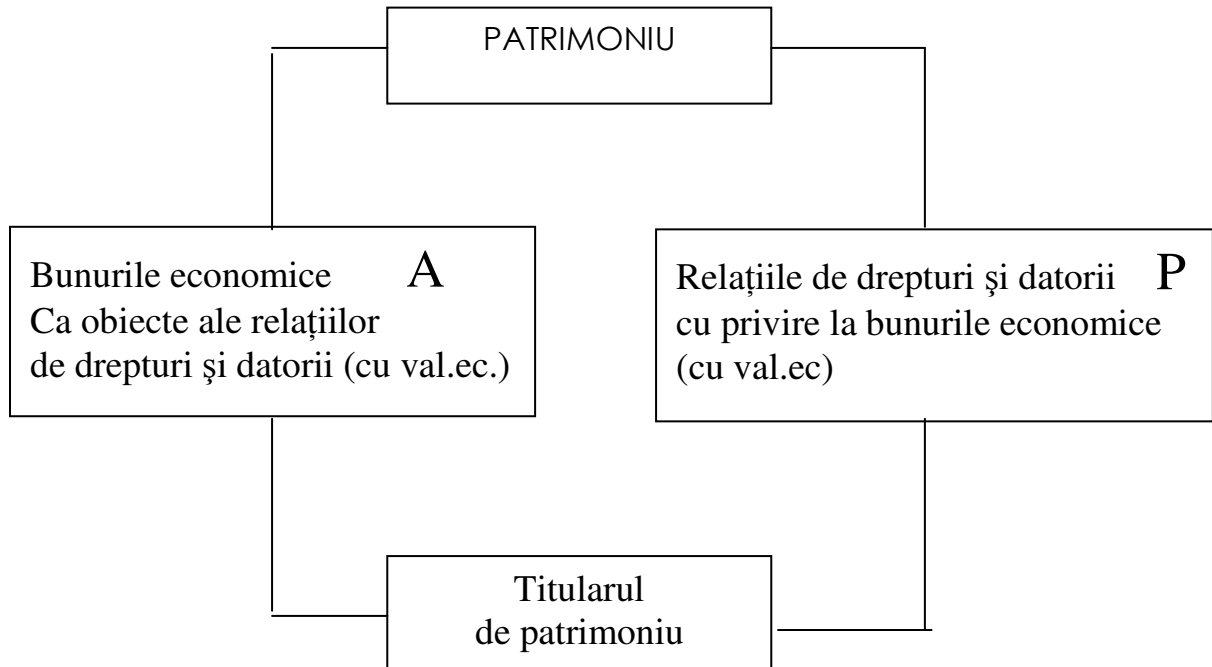 PATRIMONIU
Bunurile economice A
Ca obiecte ale relațiilor
de drepturi şi datorii (cu val.ec.)
Relațiile de drepturi şi datorii P
cu privire la bunurile economice
(cu val.ec)
Titularul
de patrimoniu